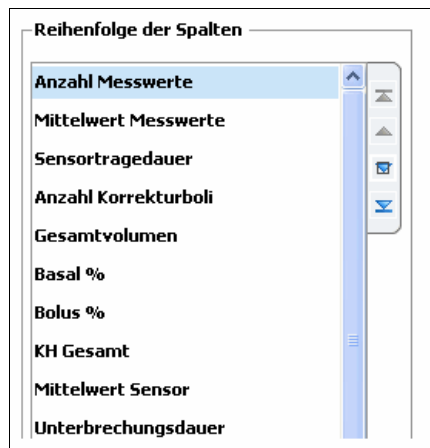 Reihenfolge der Spalten
Anzahl Messwerte
Mittelwert Messwerte
Sensortragedauer
Anzahl Korrekturboli
Gesamtvolumen
Basal %
Bolus %
KH Gesamt
Mittelwert Sensor
Unterbrechungsdauer